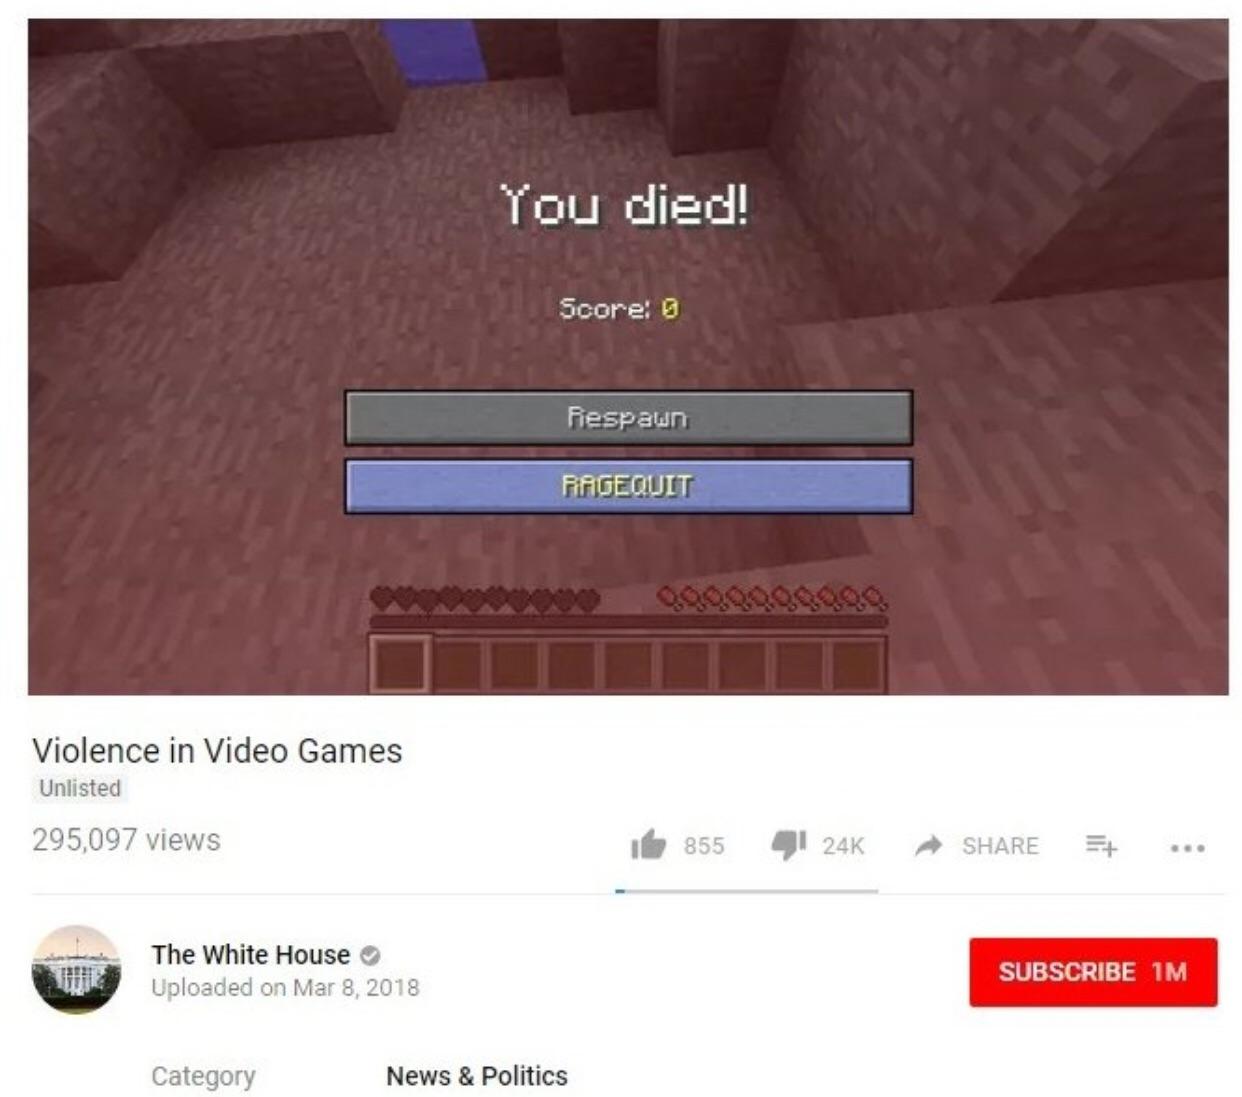 You died!
Score: 0
Respawn
RAGEQUIT
Violence in Video Games
Unlisted
295,097 views
855
24K
SHARE
The White House
Uploaded on Mar 8, 2018
SUBSCRIBE 1M
Category
News & Politics